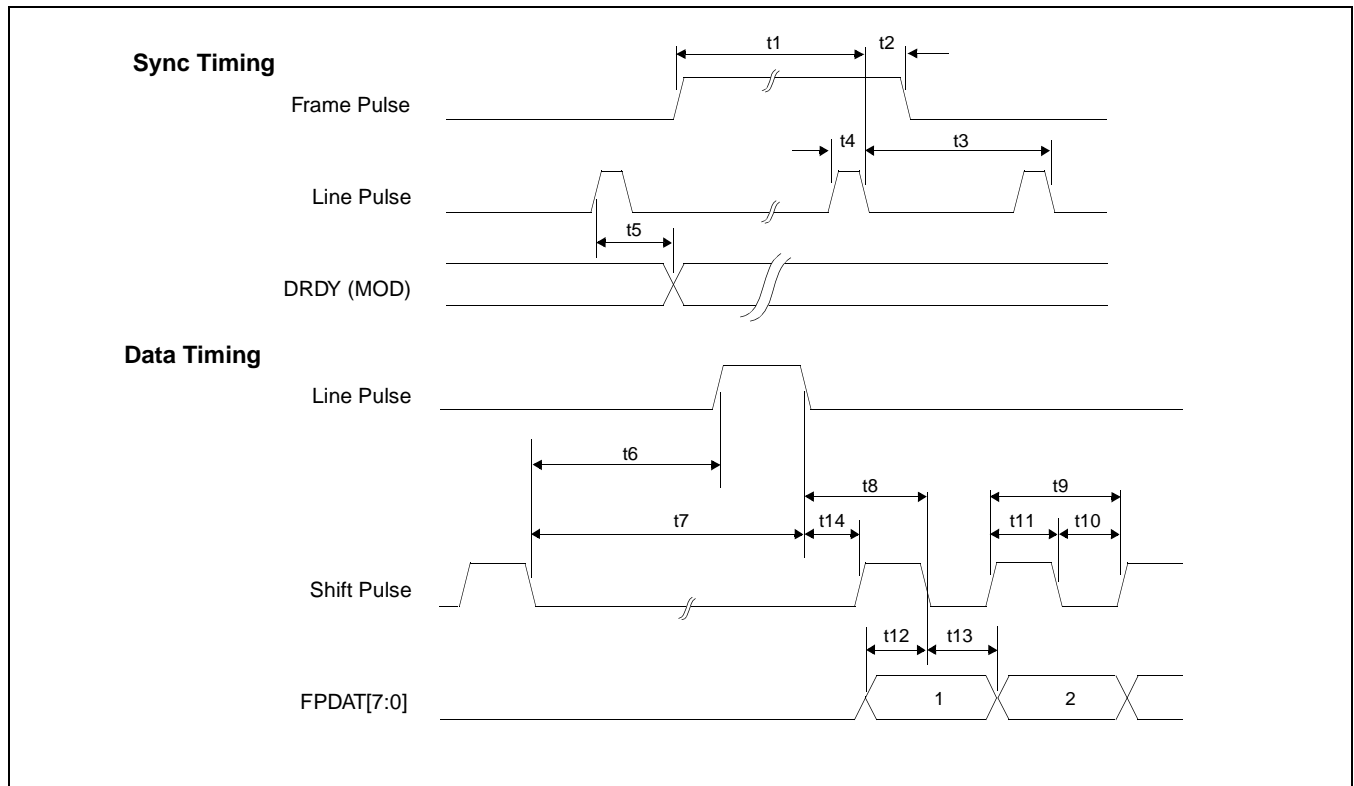 Sync Timing
t1
t2
Frame Pulse
t4
t3
Line Pulse
t5
DRDY (MOD)
Data Timing
Line Pulse
t6
t8
t9
t7
t14
t11
t10
Shift Pulse
t12
t13
FPDAT[7:0]
1
2